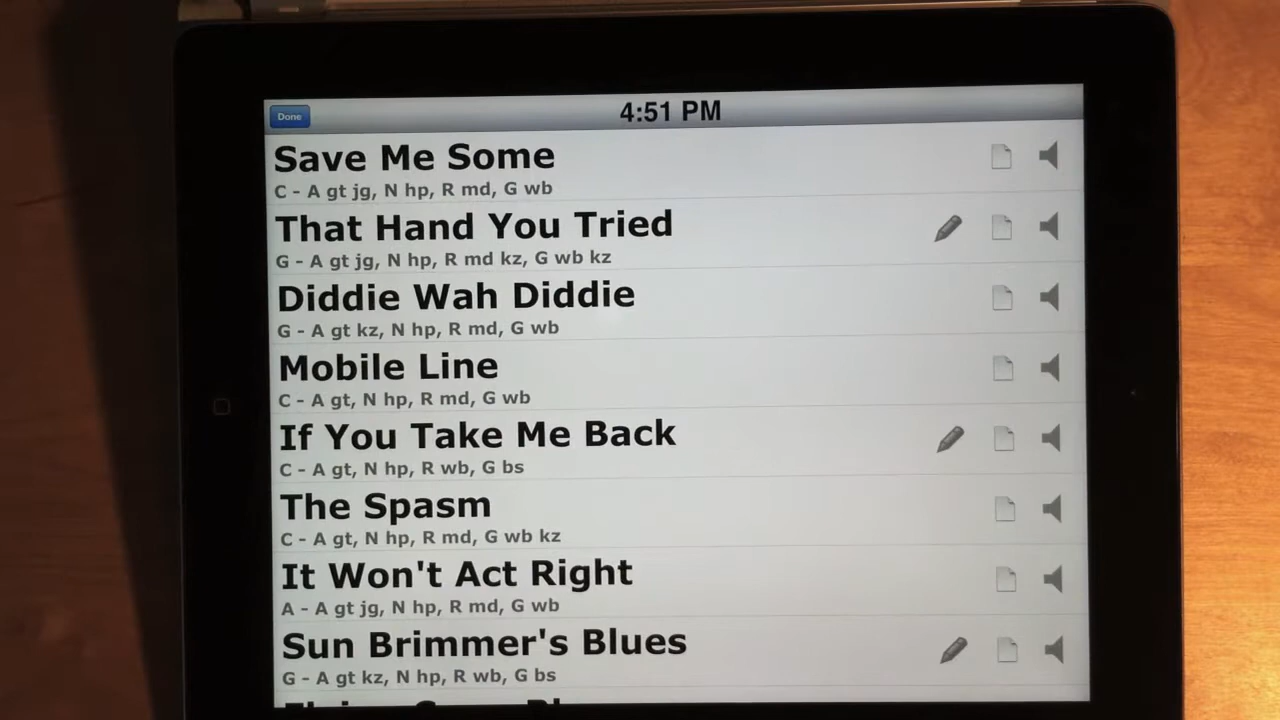 Done
4:51 PM
Save Me Some
C - A gt jg, N hp, R md, G wb
That Hand You Tried
G - A gt jg, N hp, R md kz, G wb kz
Diddie Wah Diddie
G - A gt kz, N hp, R md, G wb
Mobile Line
C - A gt, N hp, R md, G wb
If You Take Me Back
C - A gt, N hp, R wb, G bs
The Spasm
C - A gt, N hp, R md, G wb kz
It Won't Act Right
A - A gt jg, N hp, R md, G wb
Sun Brimmer's Blues
G - A gt kz, N hp, R wb, G bs